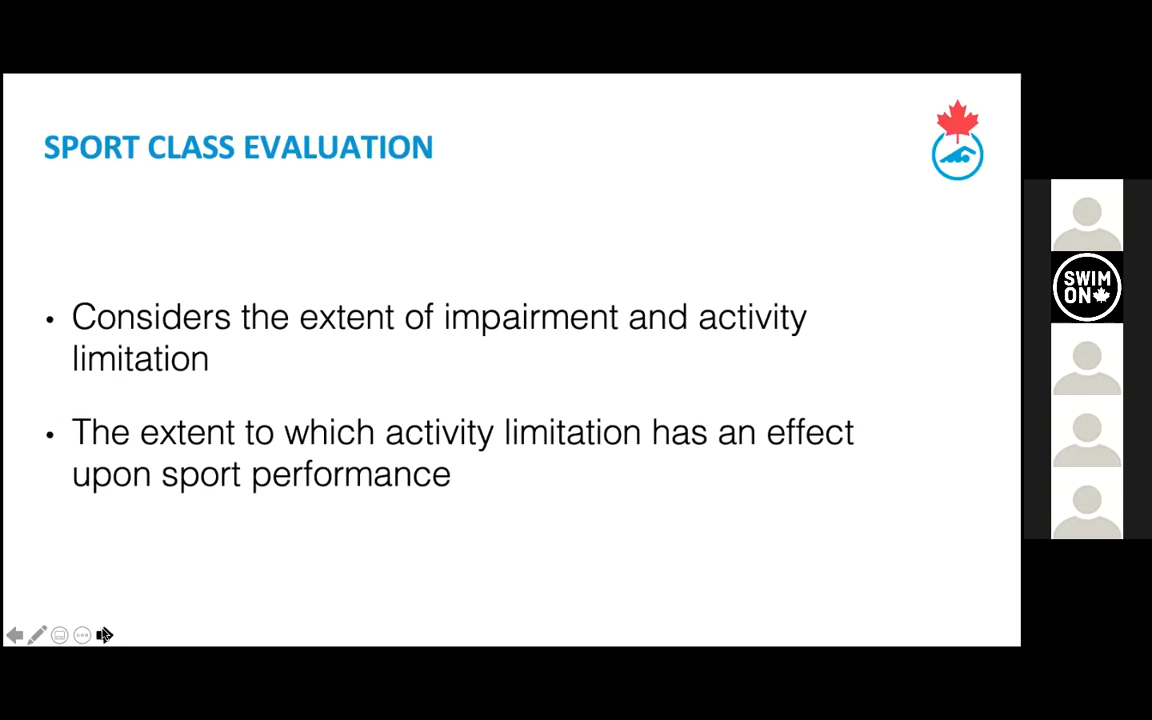 SPORT CLASS EVALUATION
• Considers the extent of impairment and activity
limitation
• The extent to which activity limitation has an effect
upon sport performance
SWIM
ON